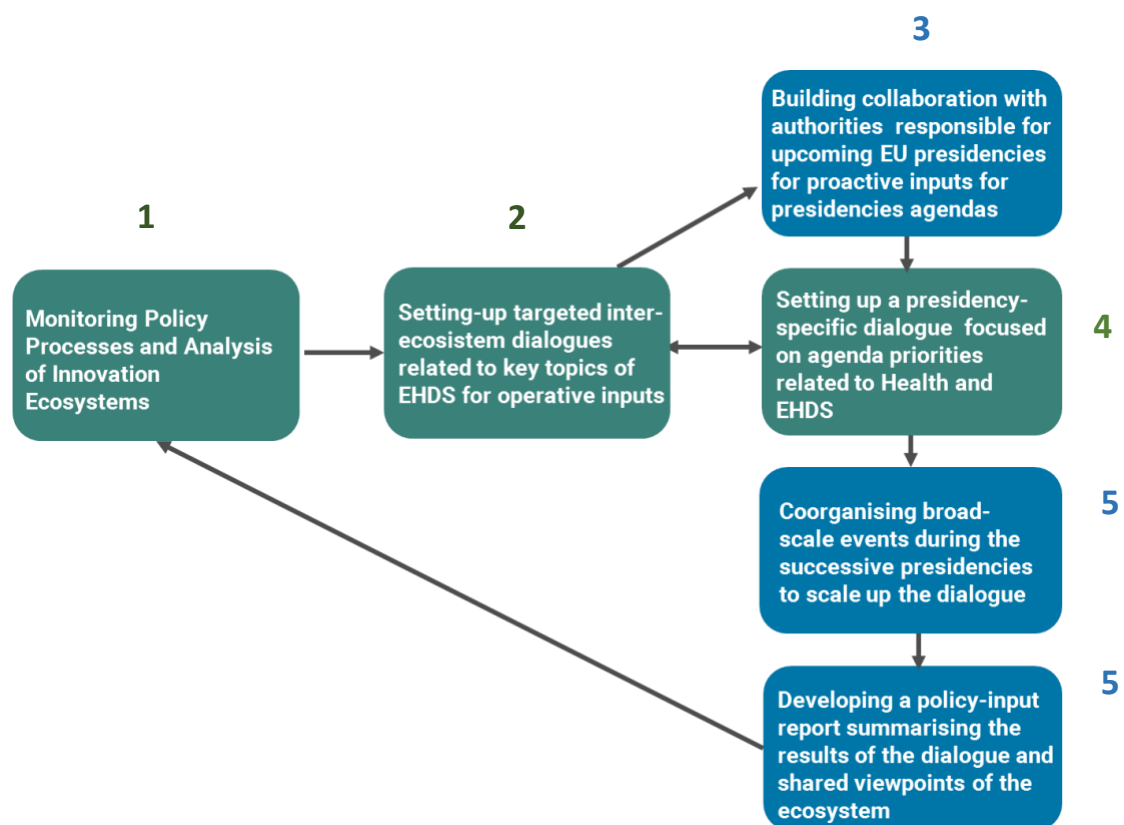 1
Monitoring Policy
Processes and Analysis
of Innovation
Ecosystems
2
Setting-up targeted inter-
ecosistem dialogues
related to key topics of
EHDS for operative inputs
3
Building collaboration with
authorities responsible for
upcoming EU presidencies
for proactive inputs for
presidencies agendas
Setting up a presidency-
specific dialogue focused
on agenda priorities
related to Health and
EHDS
4
Coorganising broad-
scale events during the
successive presidencies
to scale up the dialogue
5
Developing a policy-input
report summarising the
results of the dialogue and
shared viewpoints of the
ecosystem
5